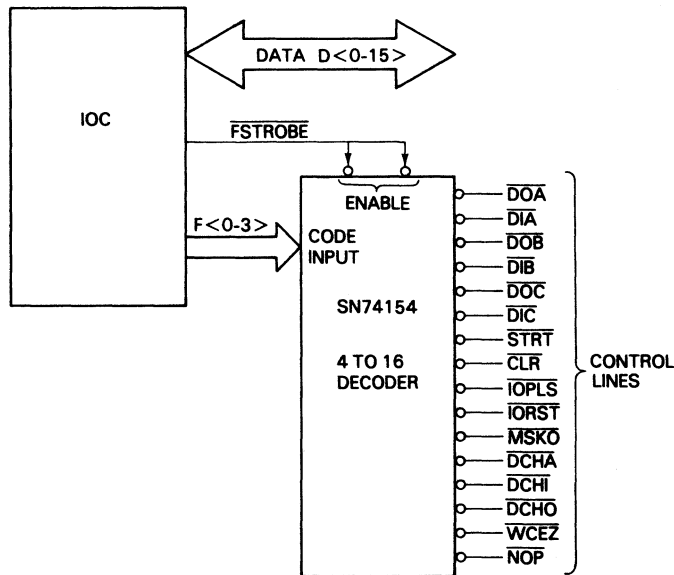 DATA D<0-15>
IOC
FSTROBE
ENABLE
F<0-3>
CODE
INPUT
SN74154
4 TO 16
DECODER
DOA
DIA
DOB
DIB
DOC
DIC
STRT
CLR
IOPLS
IORST
MSKO
DCHA
DCHI
DCHO
WCEZ
NOP
CONTROL
LINES